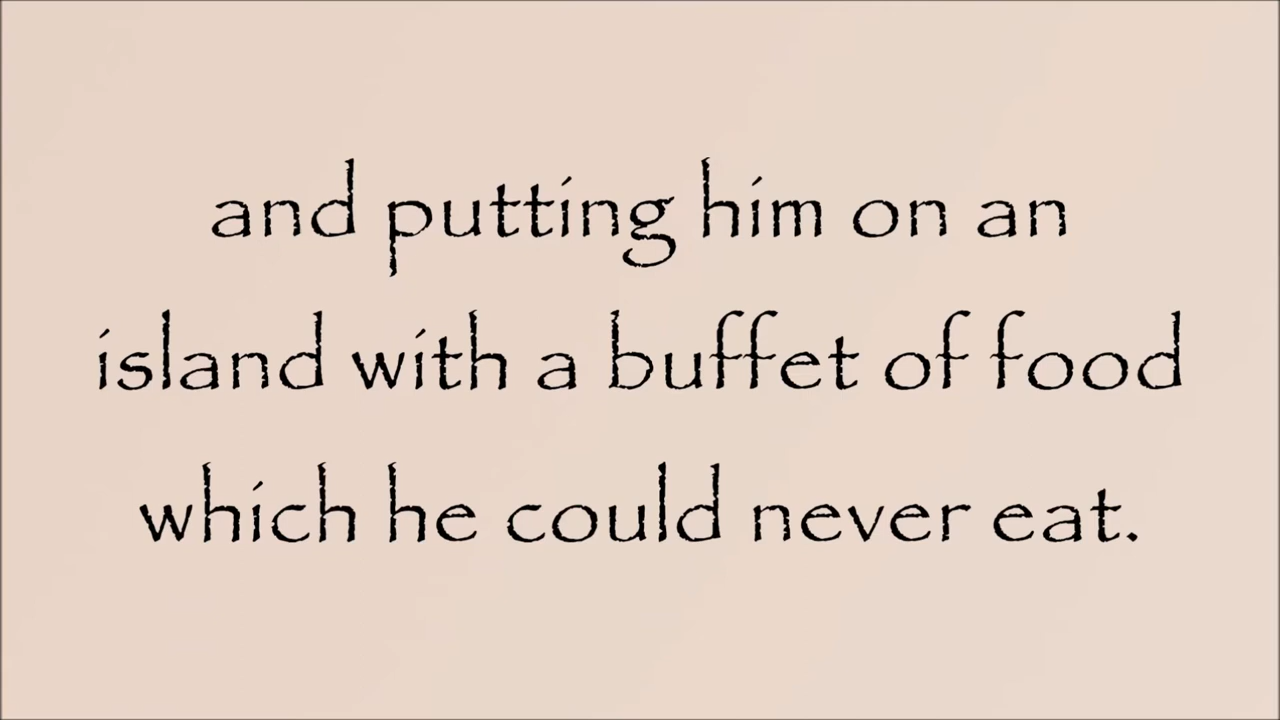 and putting him on an
island with a buffet of food
which he could never eat.